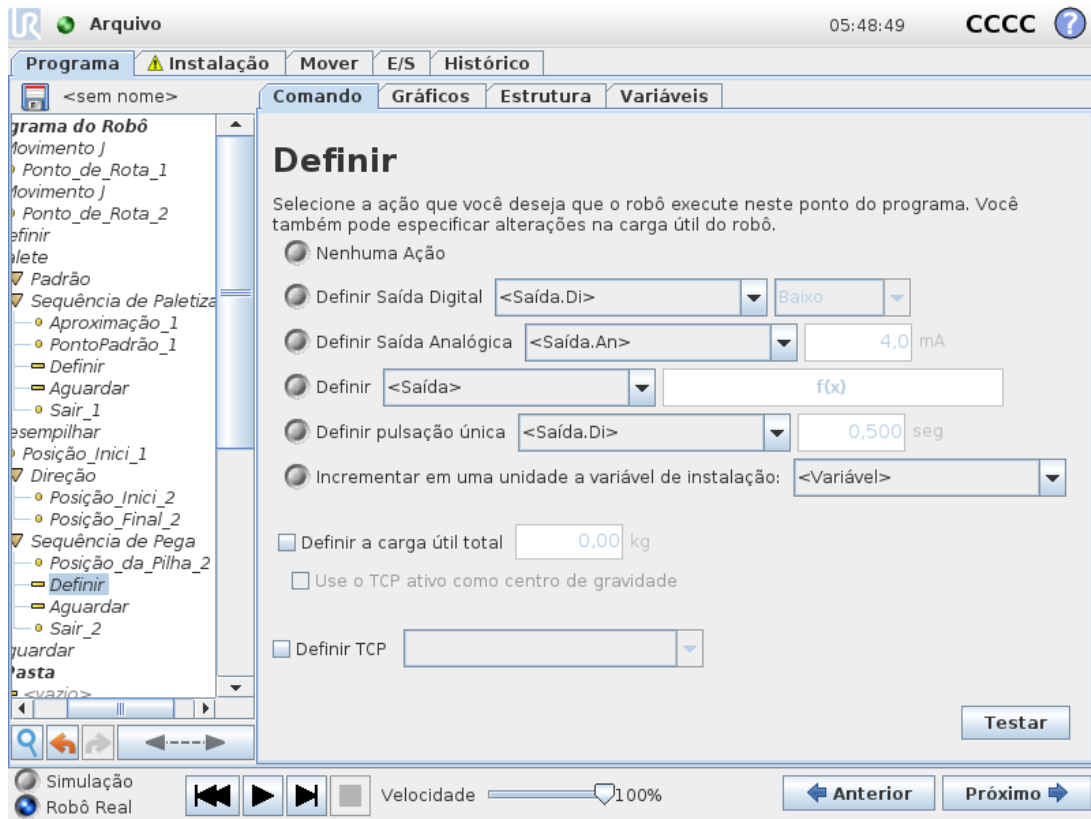 UR Arquivo 05:48:49 CCCC ?
Programa Instalação Mover E/S Histórico
<sem nome> Comando Gráficos Estrutura Variáveis
grama do Robô
Movimento J
Ponto_de_Rota_1
Movimento J
Ponto_de_Rota_2
efinir
alete
Padrão
Sequência de Paletiza
Aproximação_1
PontoPadrão_1
Definir
Aguardar
Sair_1
esempilhar
Posição_Inici_1
Direção
Posição_Inici_2
Posição_Final_2
Sequência de Pega
Posição_da_Pilha_2
Definir
Aguardar
Sair_2
guardar
Pasta
<vazio>
Definir
Selecione a ação que você deseja que o robô execute neste ponto do programa. Você
também pode especificar alterações na carga útil do robô.
Nenhuma Ação
Definir Saída Digital <Saída.Di> Baixo
Definir Saída Analógica <Saída.An> 4,0 mA
Definir <Saída> f(x)
Definir pulsação única <Saída.Di> 0,500 seg
Incrementar em uma unidade a variável de instalação: <Variável>
Definir a carga útil total 0,00 kg
Use o TCP ativo como centro de gravidade
Definir TCP
Testar
Simulação
Robô Real
Velocidade 100% Anterior Próximo